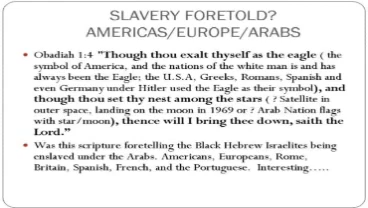 SLAVERY FORETOLD?
AMERICAS/EUROPE/ARABS
Obadiah 1:4 "Though thou exalt thyself as the eagle ( the
symbol of America, and the nations of the white man is and has
always been the Eagle; the U.S.A, Greeks, Romans, Spanish and
even Germany under Hitler used the Eagle as their symbol), and
though thou set thy nest among the stars ( ? Satellite in
outer space, landing on the moon in 1969 or ? Arab Nation flags
with star/moon), thence will I bring thee down, saith the
Lord."
Was this scripture foretelling the Black Hebrew Israelites being
enslaved under the Arabs. Americans, Europeans, Rome,
Britain, Spanish, French, and the Portuguese. Interesting…..